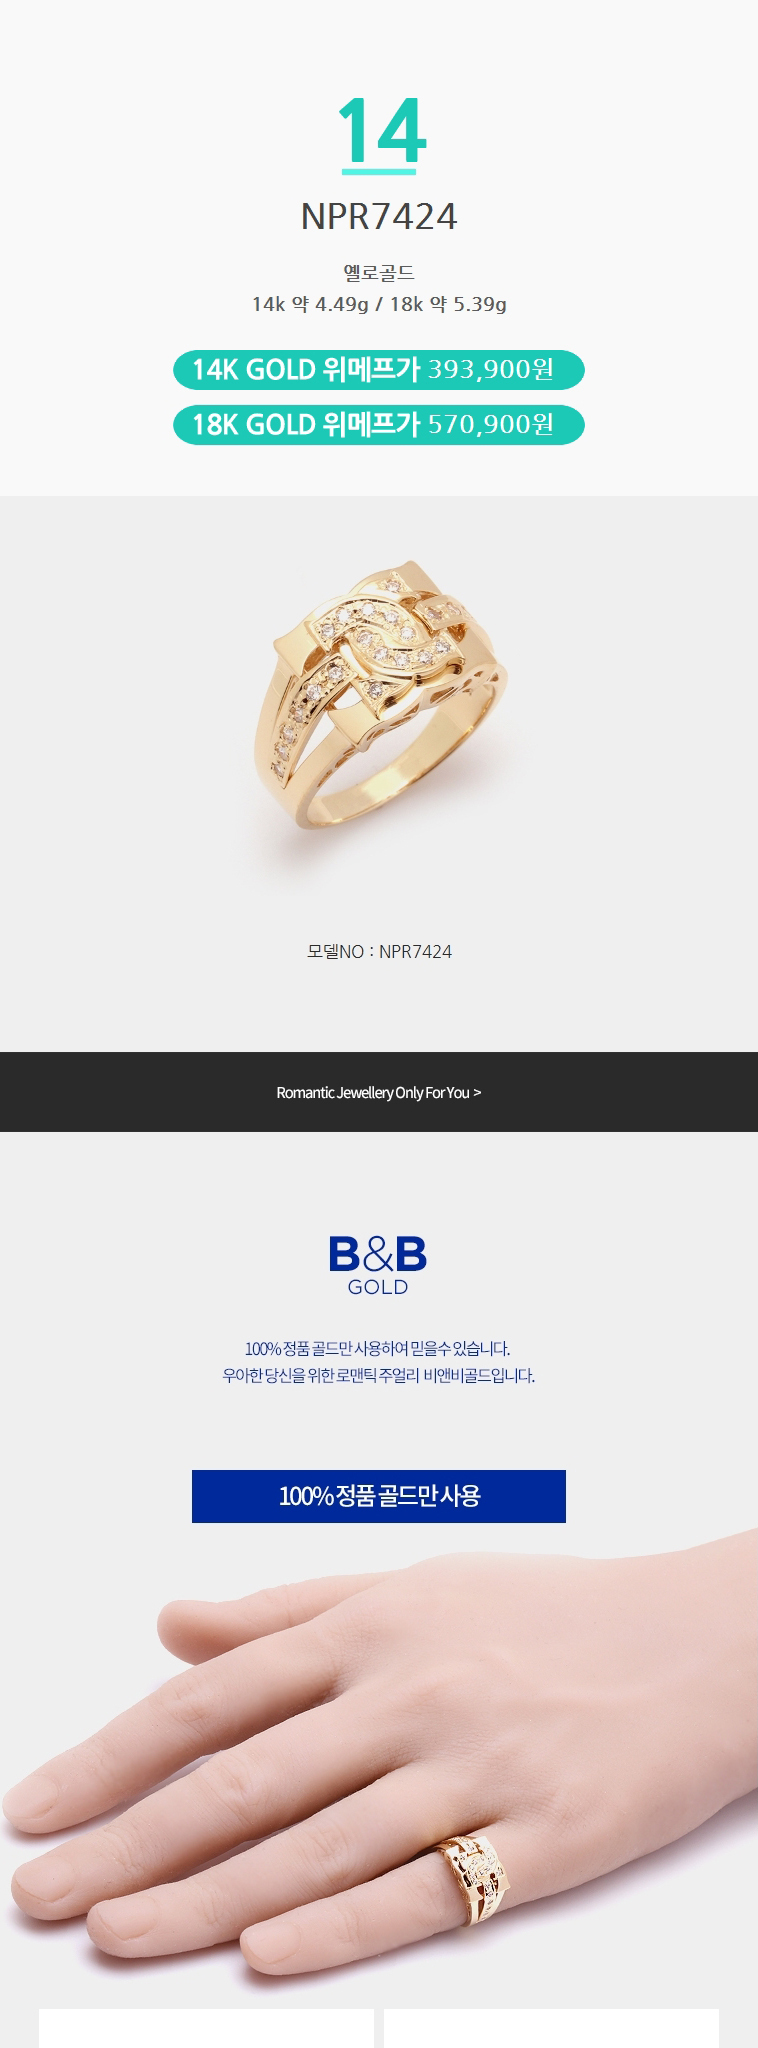 14
NPR7424
옐로골드
14k 약 4.49g / 18k 약 5.39g
14K GOLD 위메프가 393,900원
18K GOLD 위메프가 570,900원
모델NO : NPR7424
Romantic Jewellery Only For You >
B&B
GOLD
100% 정품 골드만 사용하여 믿을수 있습니다.
우아한 당신을 위한 로맨틱 주얼리 비앤비골드입니다.
100% 정품 골드만 사용